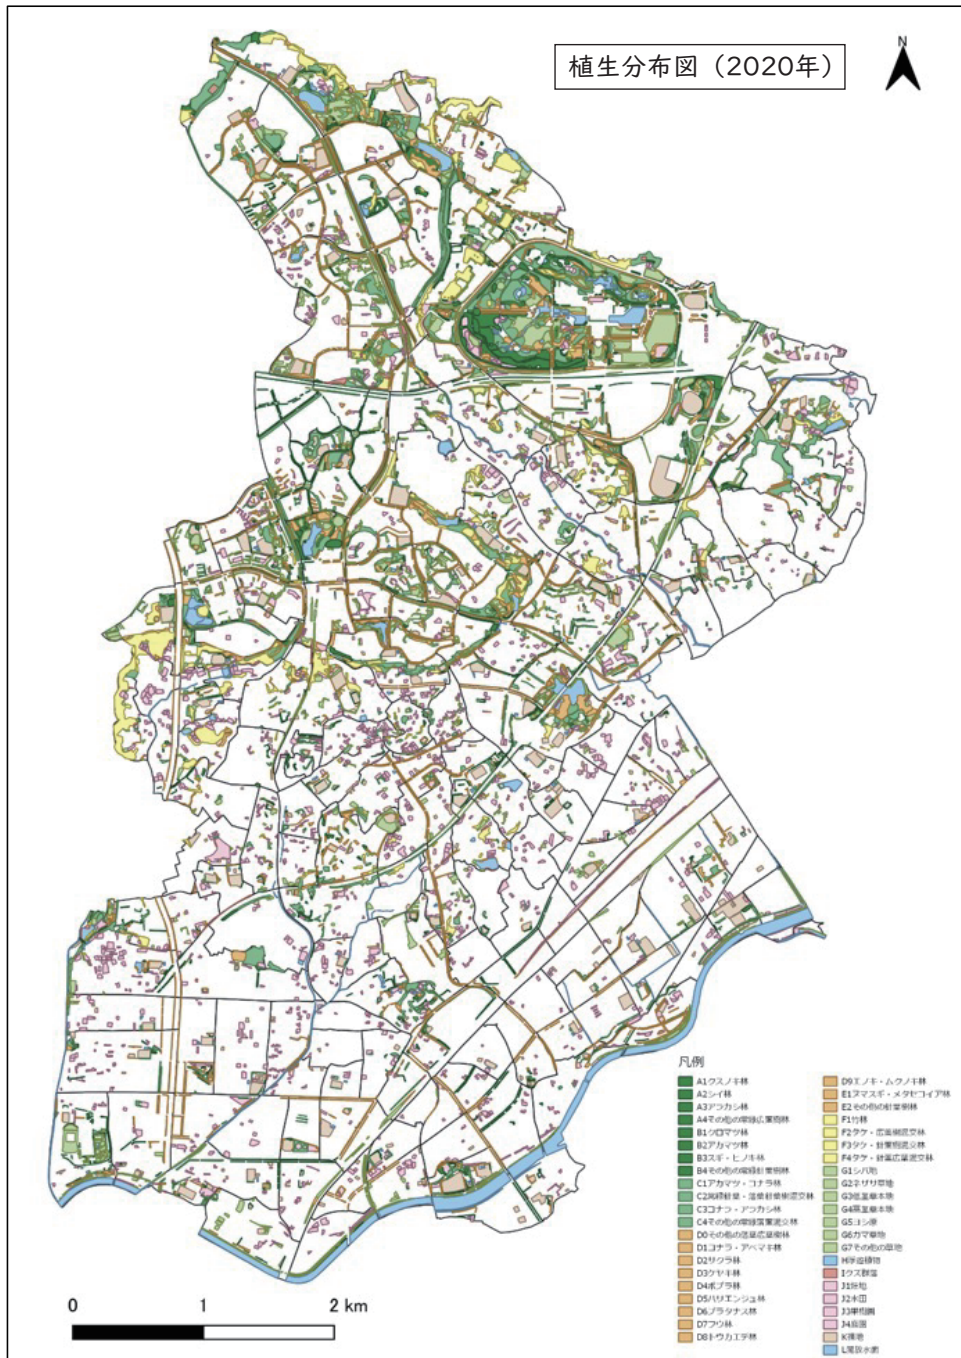 植生分布図（2020年）
N
凡例
A1クスノキ林
A2シイ林
A3アラカシ林
A4その他の常緑広葉樹林
B1クロマツ林
B2アカマツ林
B3スギ・ヒノキ林
B4その他の常緑針葉樹林
C1アカマツ・コナラ林
C2常緑針葉・落葉針葉樹混交林
C3コナラ・アラカシ林
C4その他の常緑落葉混交林
D0その他の落葉広葉樹林
D1コナラ・アベマキ林
D2サクラ林
D3ケヤキ林
D4ポプラ林
D5ハリエンジュ林
D6プラタナス林
D7フウ林
D8トウカエデ林
D9エノキ・ムクノキ林
E1ヌマスギ・メタセコイア林
E2その他の針葉樹林
F1竹林
F2タケ・広葉樹混交林
F3タケ・針葉樹混交林
F4タケ・針葉広葉混交林
G1シバ地
G2ネザサ草地
G3低茎草本地
G4高茎草本地
G5ヨシ原
G6ガマ草地
G7その他の草地
H浮遊植物
Iクズ群落
J1畑地
J2水田
J3果樹園
J4庭園
K裸地
L開放水面
0 1 2 km